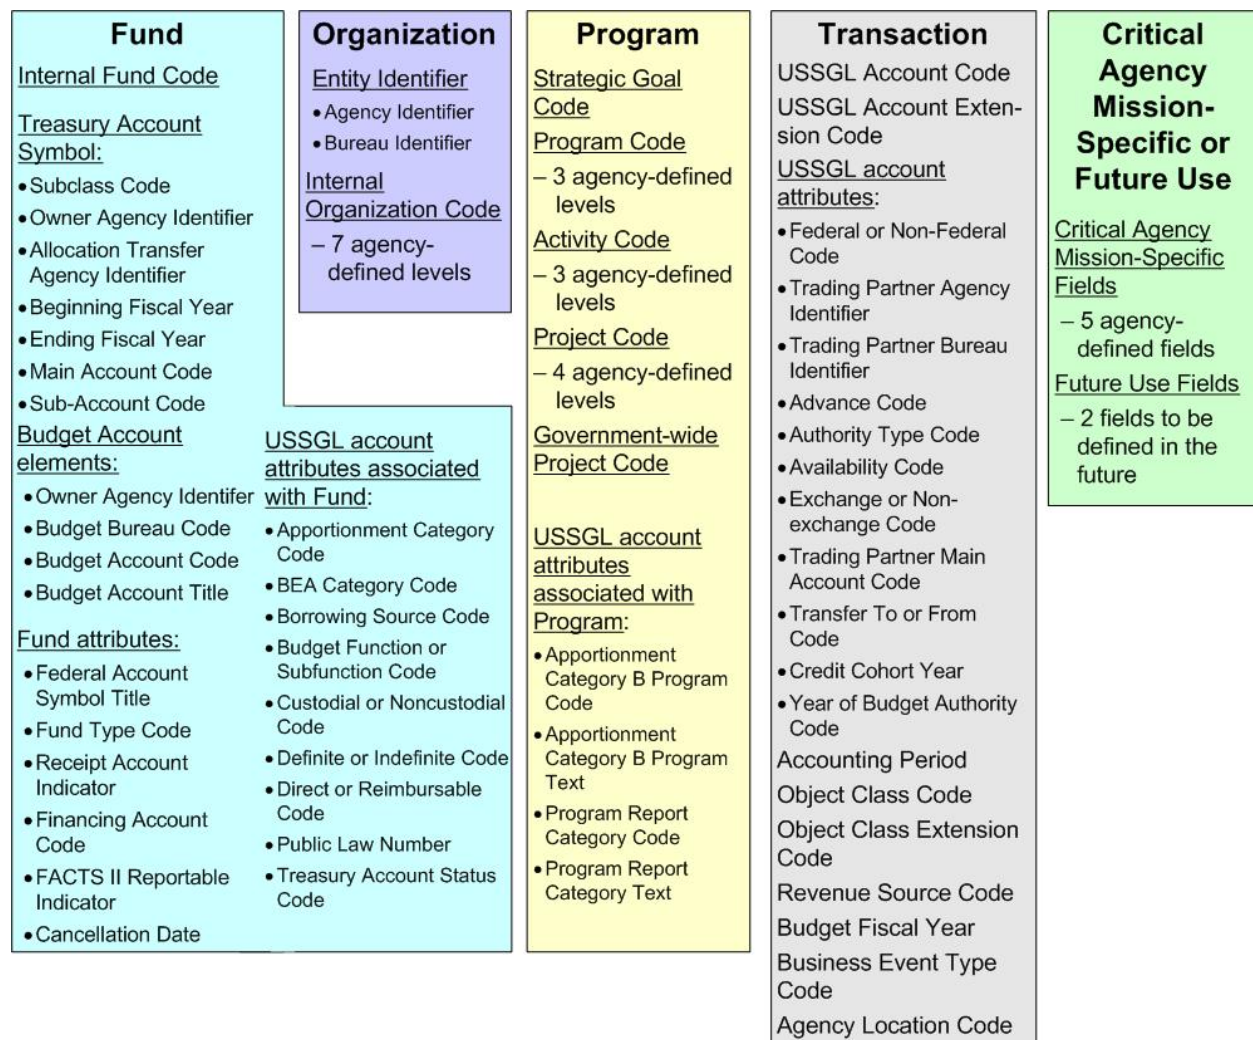 Fund
Internal Fund Code
Treasury Account
Symbol:
• Subclass Code
• Owner Agency Identifier
• Allocation Transfer
Agency Identifier
• Beginning Fiscal Year
• Ending Fiscal Year
• Main Account Code
• Sub-Account Code
Budget Account
elements:
• Owner Agency Identifer
• Budget Bureau Code
• Budget Account Code
• Budget Account Title
Fund attributes:
• Federal Account
Symbol Title
• Fund Type Code
• Receipt Account
Indicator
• Financing Account
Code
• FACTS II Reportable
Indicator
• Cancellation Date
USSGL account
attributes associated
with Fund:
• Apportionment Category
Code
• BEA Category Code
• Borrowing Source Code
• Budget Function or
Subfunction Code
• Custodial or Noncustodial
Code
• Definite or Indefinite Code
• Direct or Reimbursable
Code
• Public Law Number
• Treasury Account Status
Code
Organization
Entity Identifier
• Agency Identifier
• Bureau Identifier
Internal
Organization Code
– 7 agency-
defined levels
Program
Strategic Goal
Code
Program Code
– 3 agency-defined
levels
Activity Code
– 3 agency-defined
levels
Project Code
– 4 agency-defined
levels
Government-wide
Project Code
USSGL account
attributes
associated with
Program:
• Apportionment
Category B Program
Code
• Apportionment
Category B Program
Text
• Program Report
Category Code
• Program Report
Category Text
Transaction
USSGL Account Code
USSGL Account Exten-
sion Code
USSGL account
attributes:
• Federal or Non-Federal
Code
• Trading Partner Agency
Identifier
• Trading Partner Bureau
Identifier
• Advance Code
• Authority Type Code
• Availability Code
• Exchange or Non-
exchange Code
• Trading Partner Main
Account Code
• Transfer To or From
Code
• Credit Cohort Year
• Year of Budget Authority
Code
Accounting Period
Object Class Code
Object Class Extension
Code
Revenue Source Code
Budget Fiscal Year
Business Event Type
Code
Agency Location Code
Critical
Agency
Mission-
Specific or
Future Use
Critical Agency
Mission-Specific
Fields
– 5 agency-
defined fields
Future Use Fields
– 2 fields to be
defined in the
future